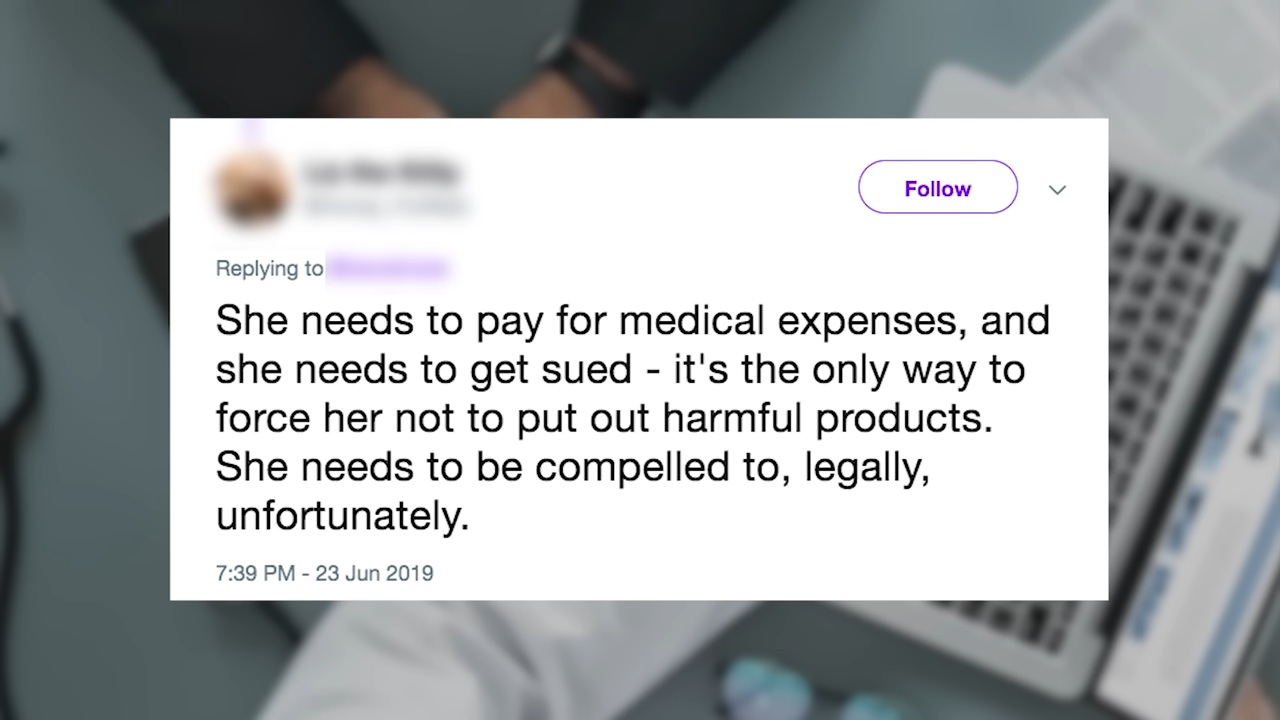 Follow
Replying to
She needs to pay for medical expenses, and
she needs to get sued - it's the only way to
force her not to put out harmful products.
She needs to be compelled to, legally,
unfortunately.
7:39 PM - 23 Jun 2019